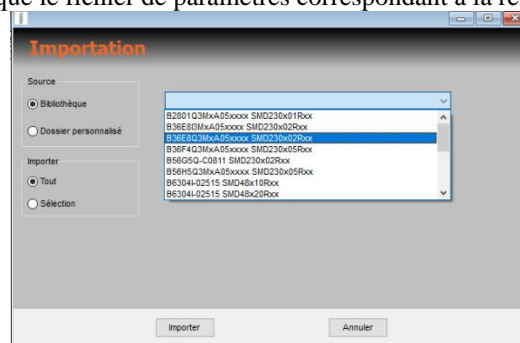 que le fichier de paramètres correspondant à la ré
Importation
Source
Bibliothèque
Dossier personnalisé
Importer
Tout
Sélection
B2801Q3MxA05xxxx SMD230x01Rxx
B36E8I3MxA05xxxx SMD230x02Rxx
B36E8Q3MxA05xxxx SMD230x02Rxx
B36F4Q3MxA05xxxx SMD230x05Rxx
B56G5Q-C0811 SMD230x02Rxx
B56H5Q3MxA05xxxx SMD230x05Rxx
B6304I-02515 SMD48x10Rxx
B6304I-02515 SMD48x20Rxx
Importer
Annuler